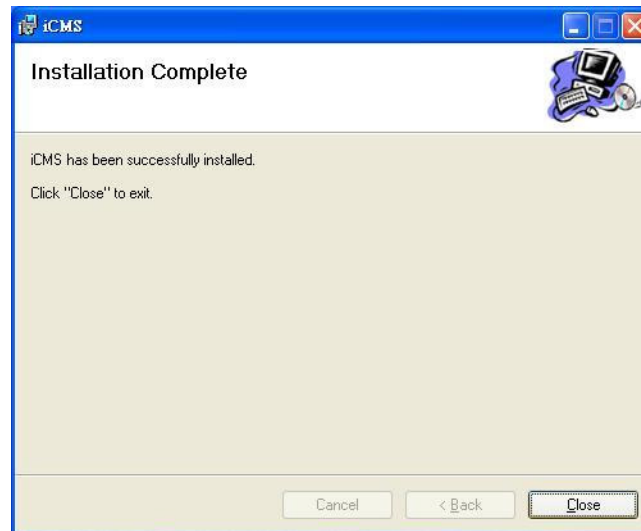 iCMS
Installation Complete
iCMS has been successfully installed.
Click "Close" to exit.
Cancel
< Back
Close